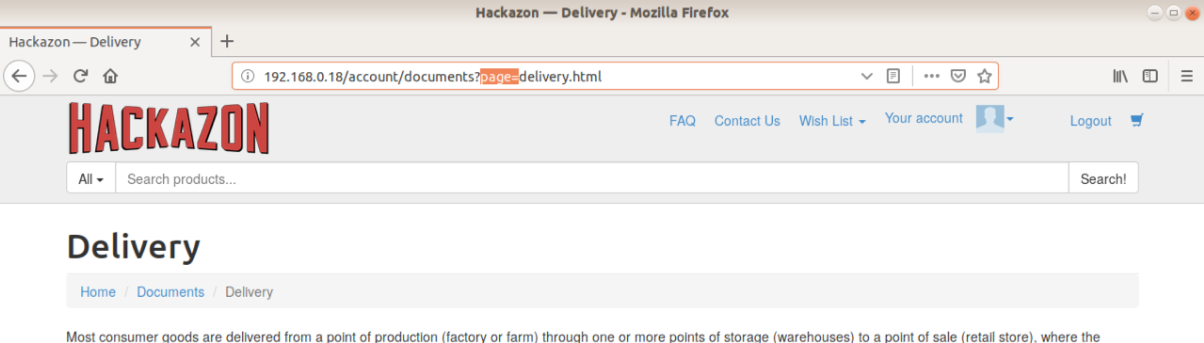 Hackazon — Delivery - Mozilla Firefox
Hackazon — Delivery
192.168.0.18/account/documents?page=delivery.html
HACKAZON
FAQ Contact Us Wish List Your account Logout
All Search products... Search!
Delivery
Home / Documents / Delivery
Most consumer goods are delivered from a point of production (factory or farm) through one or more points of storage (warehouses) to a point of sale (retail store), where the